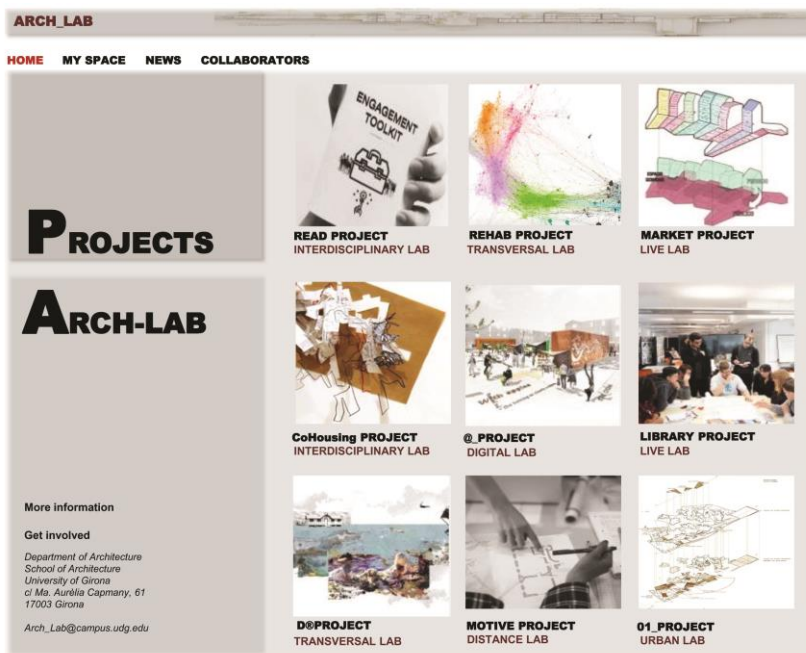 ARCH_LAB
HOME MY SPACE NEWS COLLABORATORS
PROJECTS
ARCH-LAB
More information
Get involved
Department of Architecture
School of Architecture
University of Girona
c/ Ma. Aurèlia Capmany, 61
17003 Girona
Arch_Lab@campus.udg.edu
ENGAGEMENT
TOOLKIT
READ PROJECT
INTERDISCIPLINARY LAB
REHAB PROJECT
TRANSVERSAL LAB
MARKET PROJECT
LIVE LAB
CoHousing PROJECT
INTERDISCIPLINARY LAB
@_PROJECT
DIGITAL LAB
LIBRARY PROJECT
LIVE LAB
D®PROJECT
TRANSVERSAL LAB
MOTIVE PROJECT
DISTANCE LAB
01_PROJECT
URBAN LAB